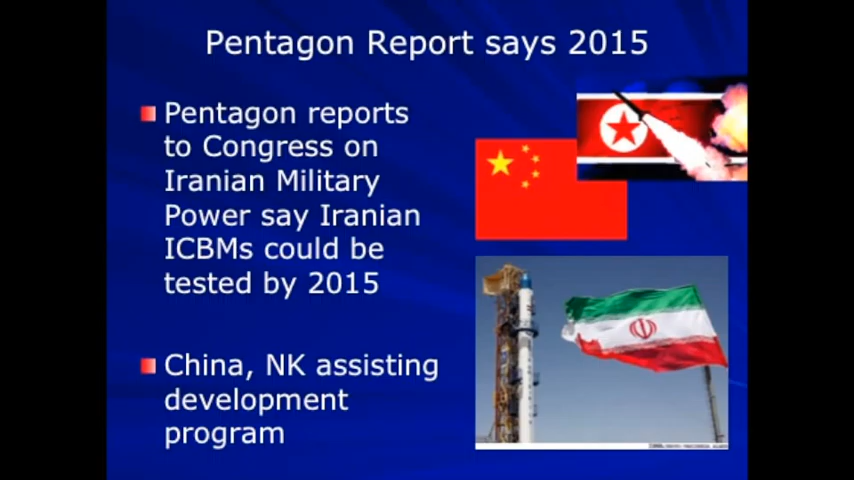 Pentagon Report says 2015
Pentagon reports
to Congress on
Iranian Military
Power say Iranian
ICBMs could be
tested by 2015
China, NK assisting
development
program